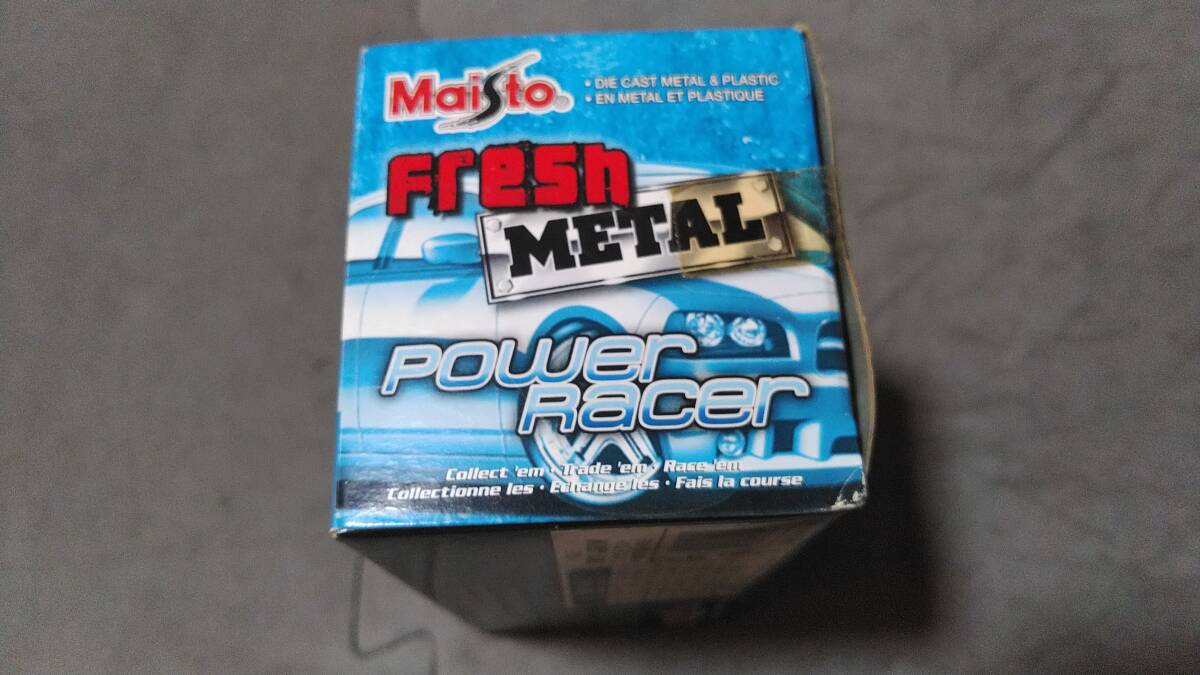 Maisto®
• DIE CAST METAL & PLASTIC
• EN METAL ET PLASTIQUE
Fresh
METAL
POWER
RACER
Collect 'em • Trade 'em • Race 'em
Collectionne les • Échange les • Fais la course